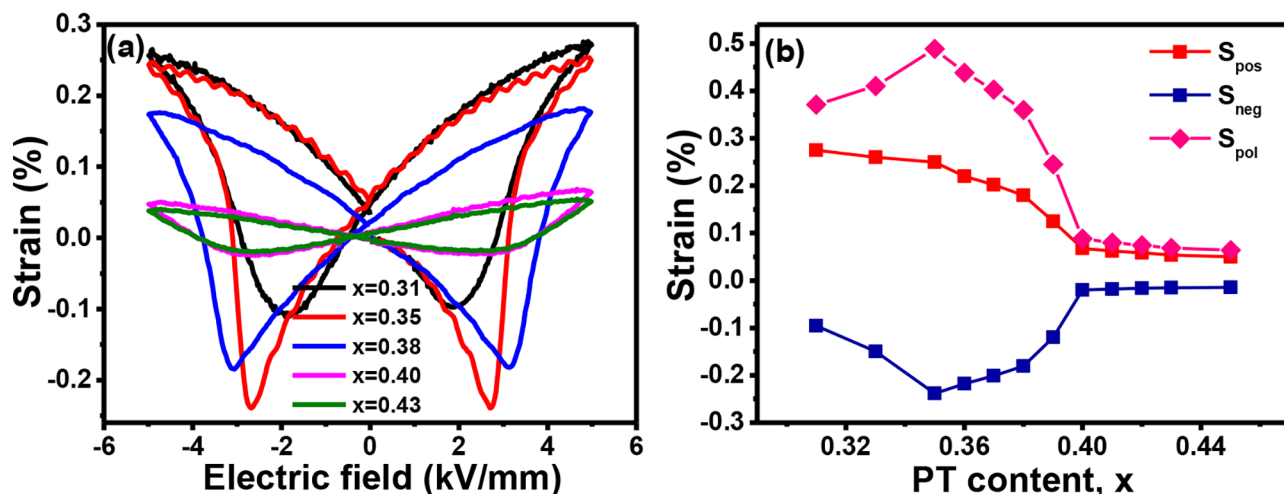 (a)
Strain (%)
0.3
0.2
0.1
0.0
-0.1
-0.2
-6
-4
-2
0
2
4
6
Electric field (kV/mm)
x=0.31
x=0.35
x=0.38
x=0.40
x=0.43
(b)
Strain (%)
0.5
0.4
0.3
0.2
0.1
0.0
-0.1
-0.2
-0.3
0.32
0.36
0.40
0.44
PT content, x
Spos
Sneg
Spol